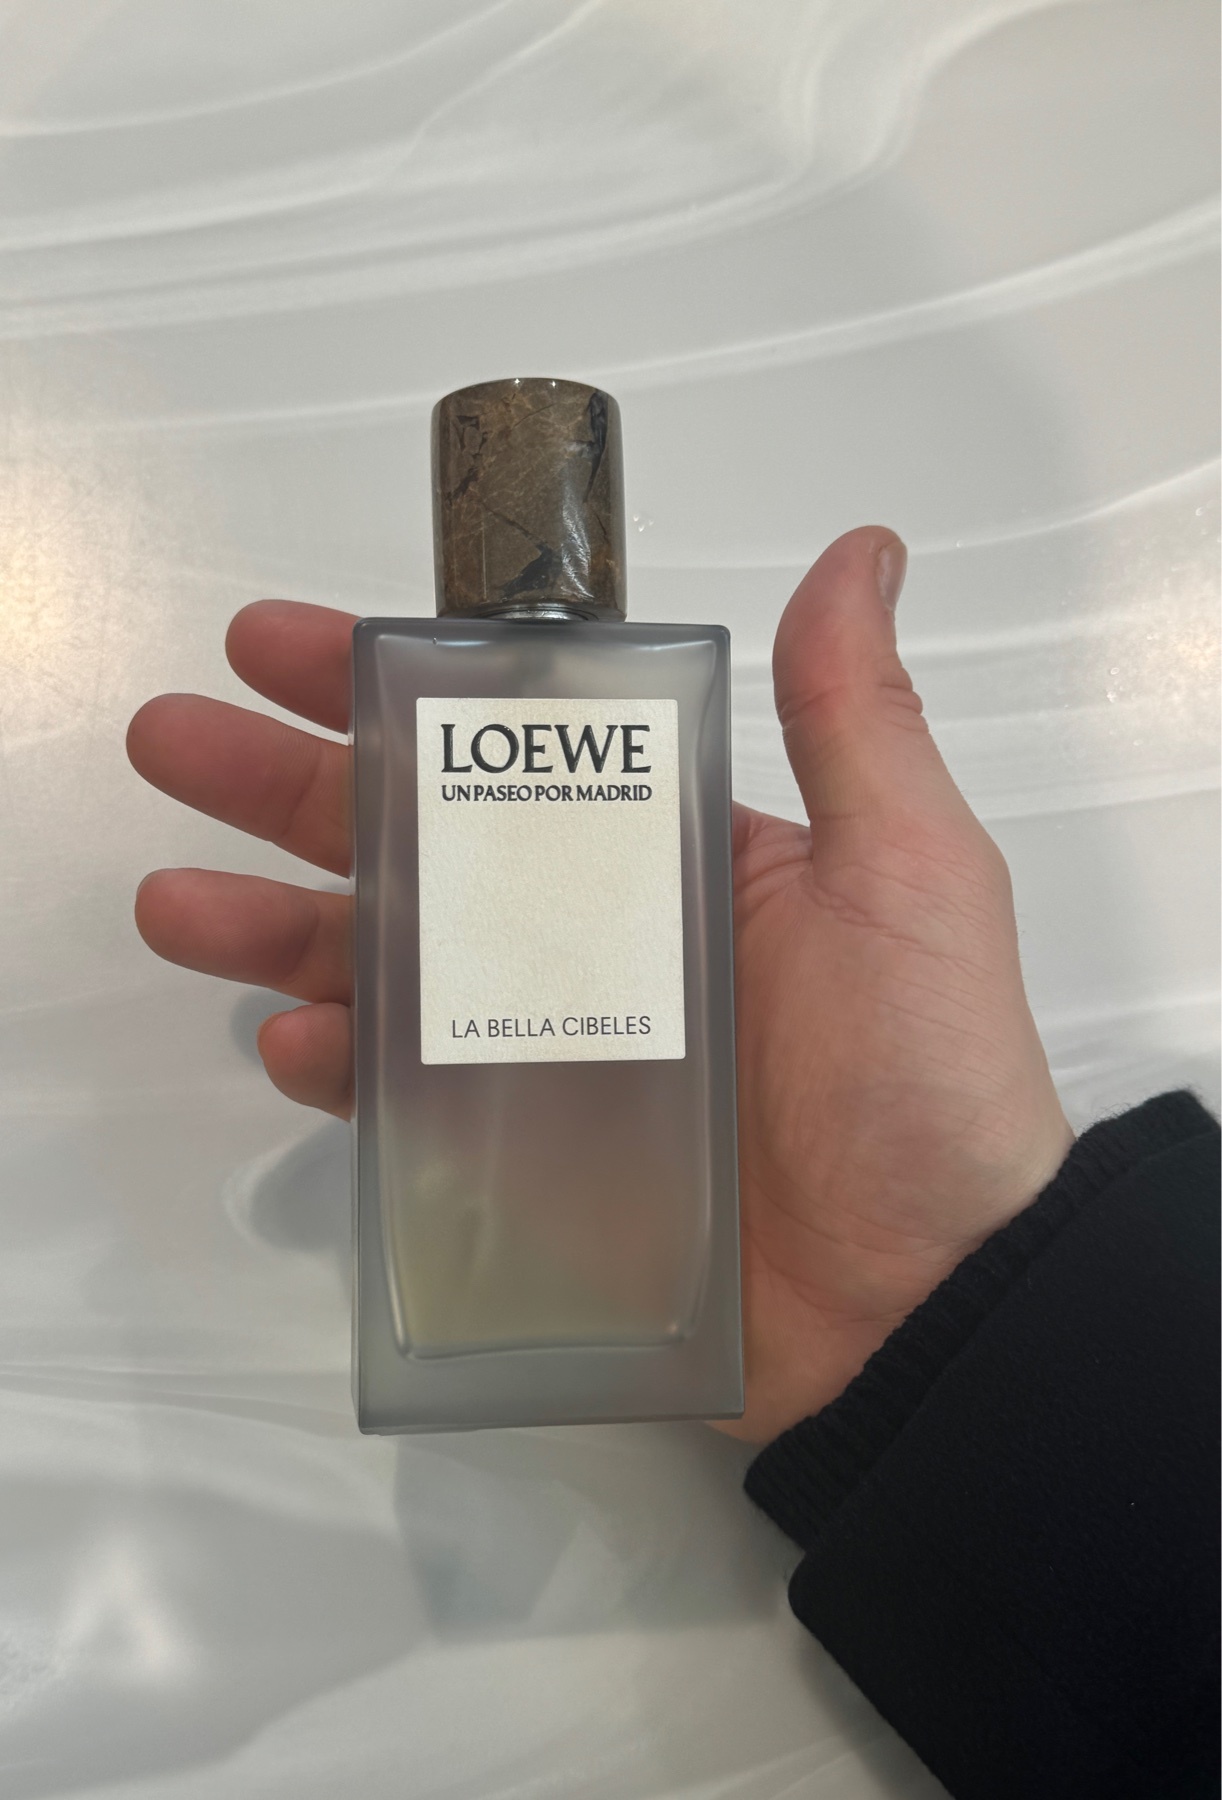 LOEWE
UN PASEO POR MADRID
LA BELLA CIBELES